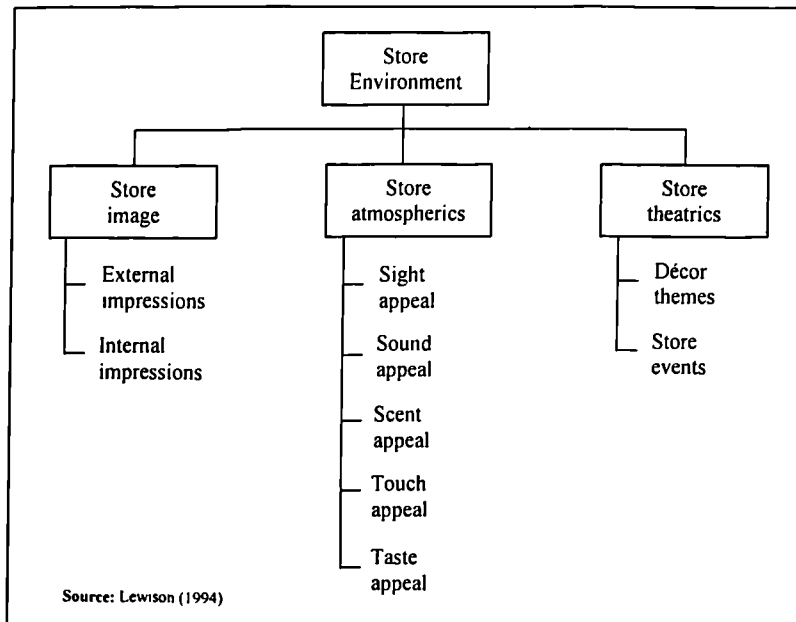 Store
Environment
Store
image
External
impressions
Internal
impressions
Store
atmospherics
Sight
appeal
Sound
appeal
Scent
appeal
Touch
appeal
Taste
appeal
Store
theatrics
Décor
themes
Store
events
Source: Lewison (1994)